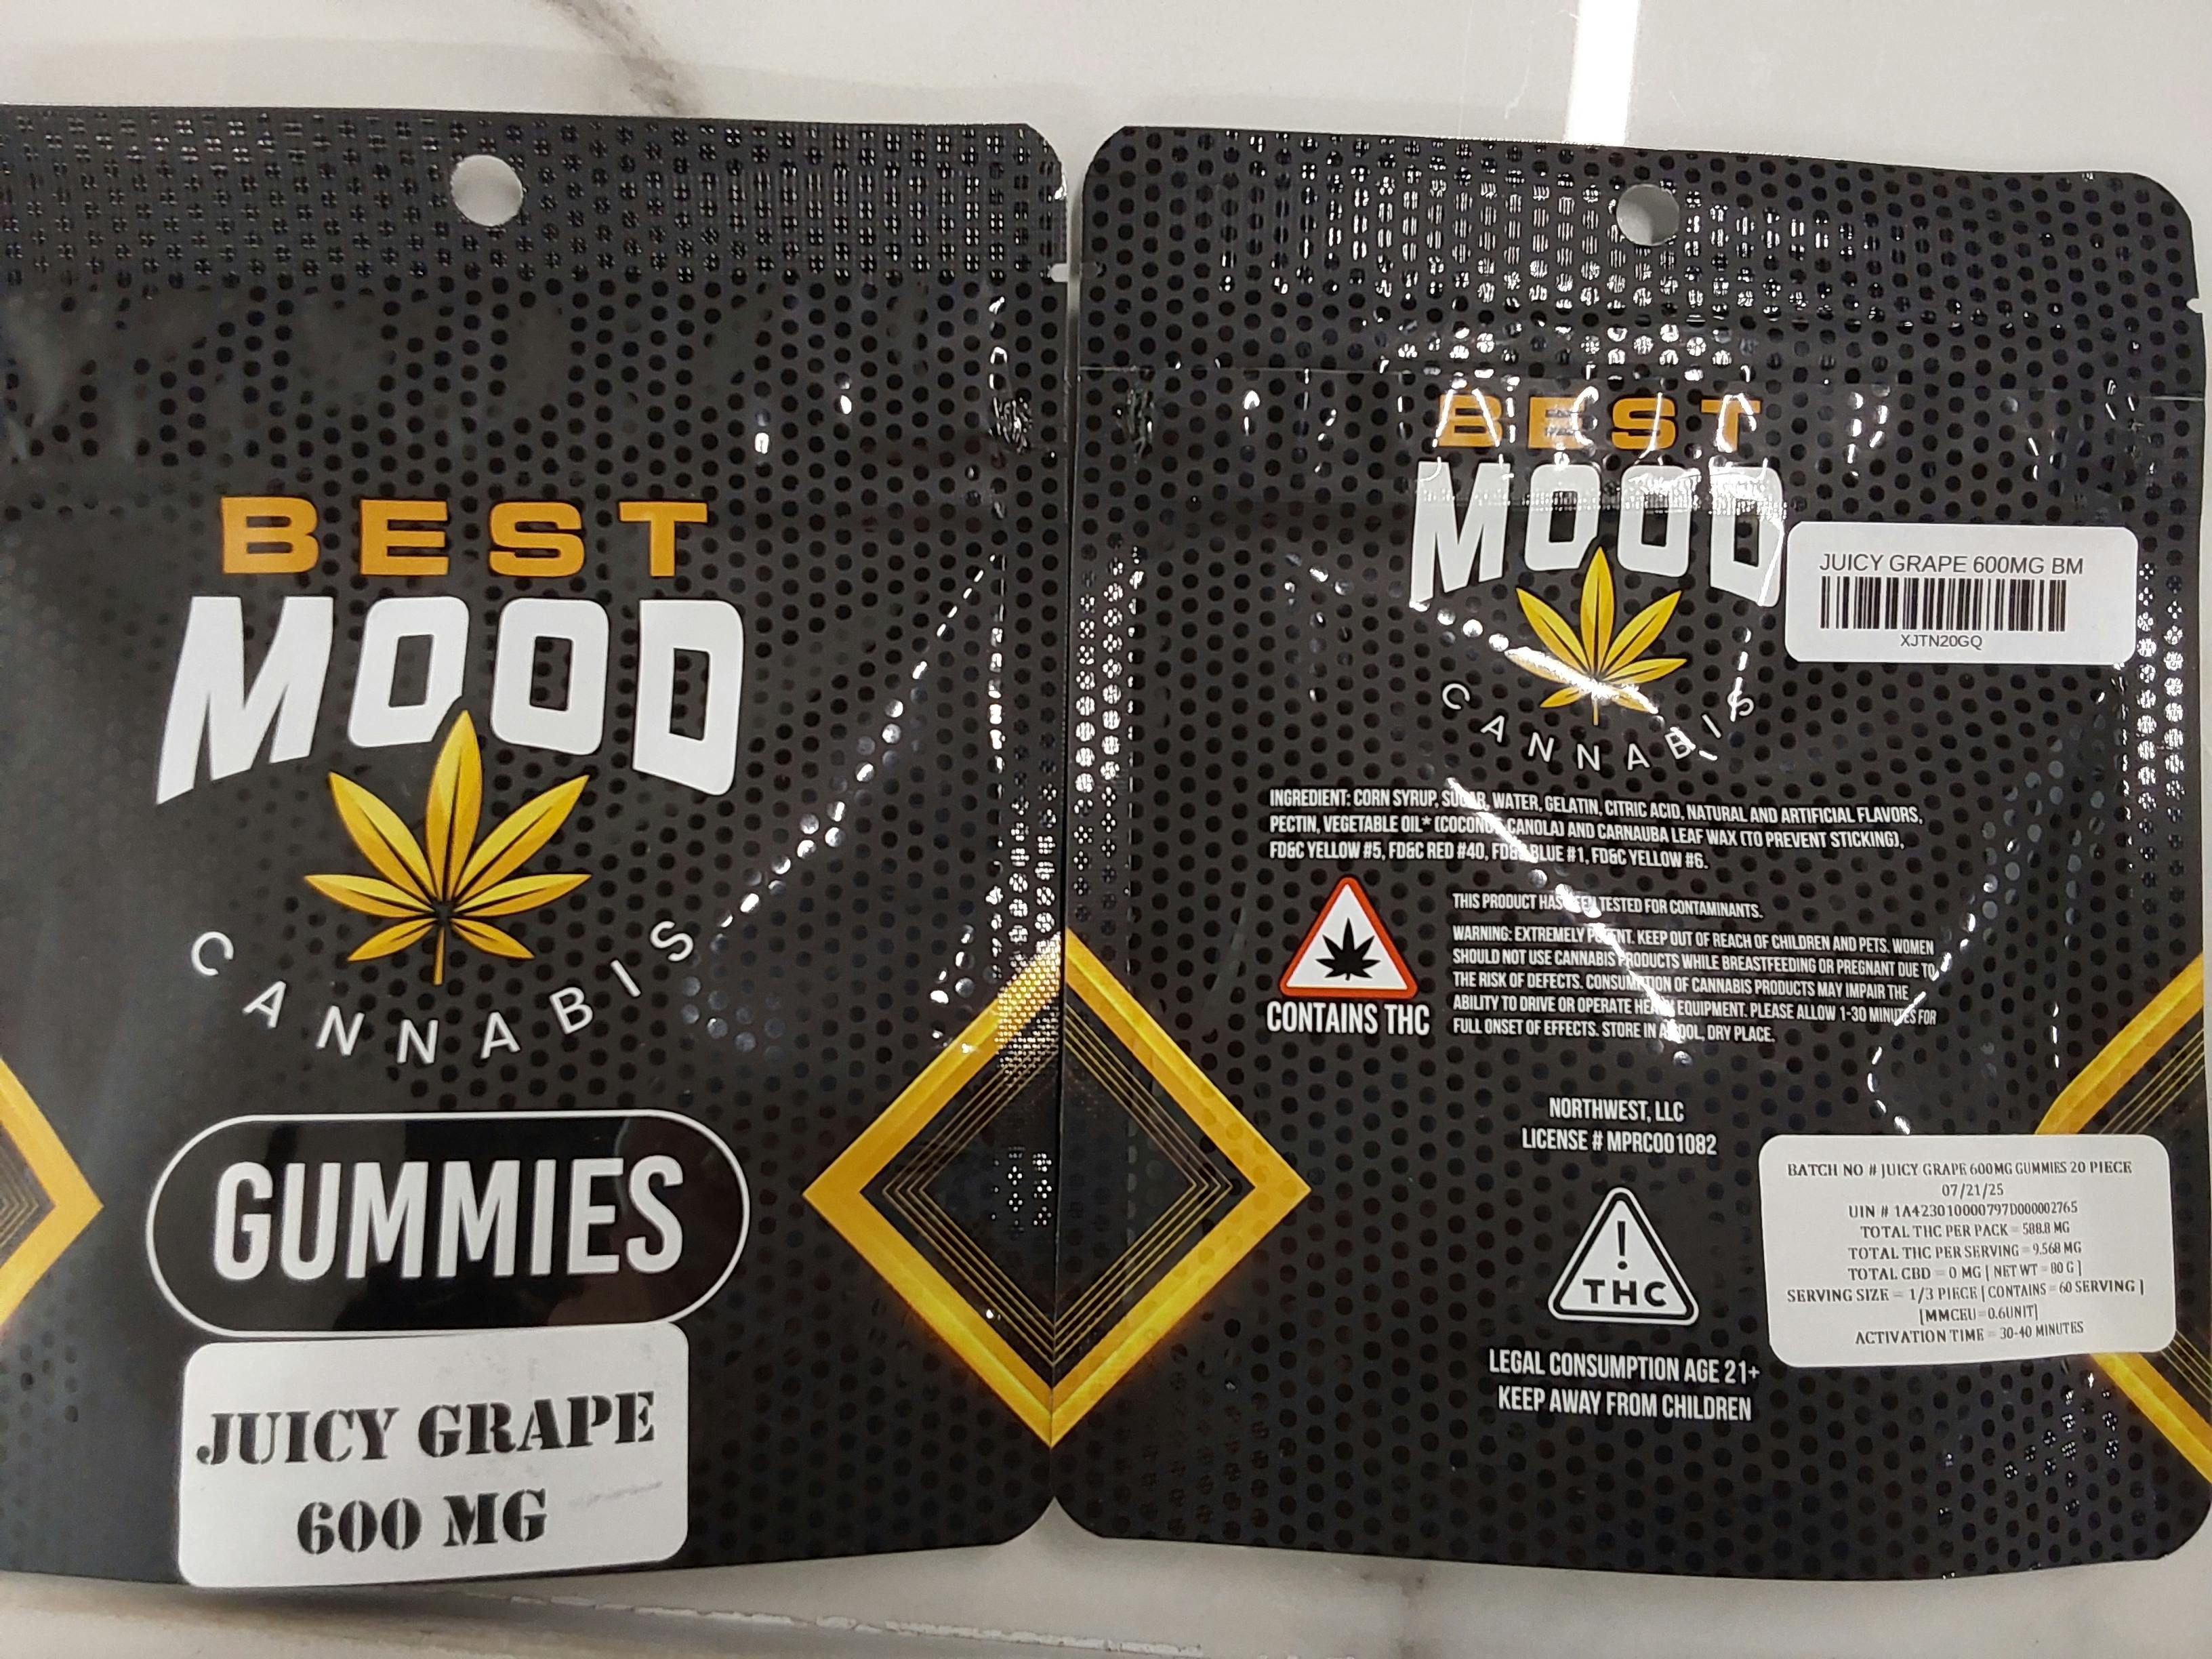 BEST
MOOD
CANNABIS
GUMMIES
JUICY GRAPE
600 MG
BEST
MOOD
CANNABIS
JUICY GRAPE 600MG BM
XJTN20GQ
INGREDIENT: CORN SYRUP, SUGAR, WATER, GELATIN, CITRIC ACID, NATURAL AND ARTIFICIAL FLAVORS,
PECTIN, VEGETABLE OIL* (COCONUT, CANOLA) AND CARNAUBA LEAF WAX (TO PREVENT STICKING),
FD&C YELLOW #5, FD&C RED #40, FD&C BLUE #1, FD&C YELLOW #6.
CONTAINS THC
THIS PRODUCT HAS BEEN TESTED FOR CONTAMINANTS.
WARNING: EXTREMELY POTENT. KEEP OUT OF REACH OF CHILDREN AND PETS. WOMEN
SHOULD NOT USE CANNABIS PRODUCTS WHILE BREASTFEEDING OR PREGNANT DUE TO
THE RISK OF DEFECTS. CONSUMPTION OF CANNABIS PRODUCTS MAY IMPAIR THE
ABILITY TO DRIVE OR OPERATE HEAVY EQUIPMENT. PLEASE ALLOW 1-30 MINUTES FOR
FULL ONSET OF EFFECTS. STORE IN A COOL, DRY PLACE.
NORTHWEST, LLC
LICENSE # MPRC001082
! THC
LEGAL CONSUMPTION AGE 21+
KEEP AWAY FROM CHILDREN
BATCH NO # JUICY GRAPE 600MG GUMMIES 20 PIECE
07/21/25
UIN # 1A423010000797D000002765
TOTAL THC PER PACK = 588.8 MG
TOTAL THC PER SERVING = 9.568 MG
TOTAL CBD = 0 MG [ NET WT = 80 G ]
SERVING SIZE = 1/3 PIECE [ CONTAINS = 60 SERVING ]
[MMCEU=0.6UNIT]
ACTIVATION TIME = 30-40 MINUTES